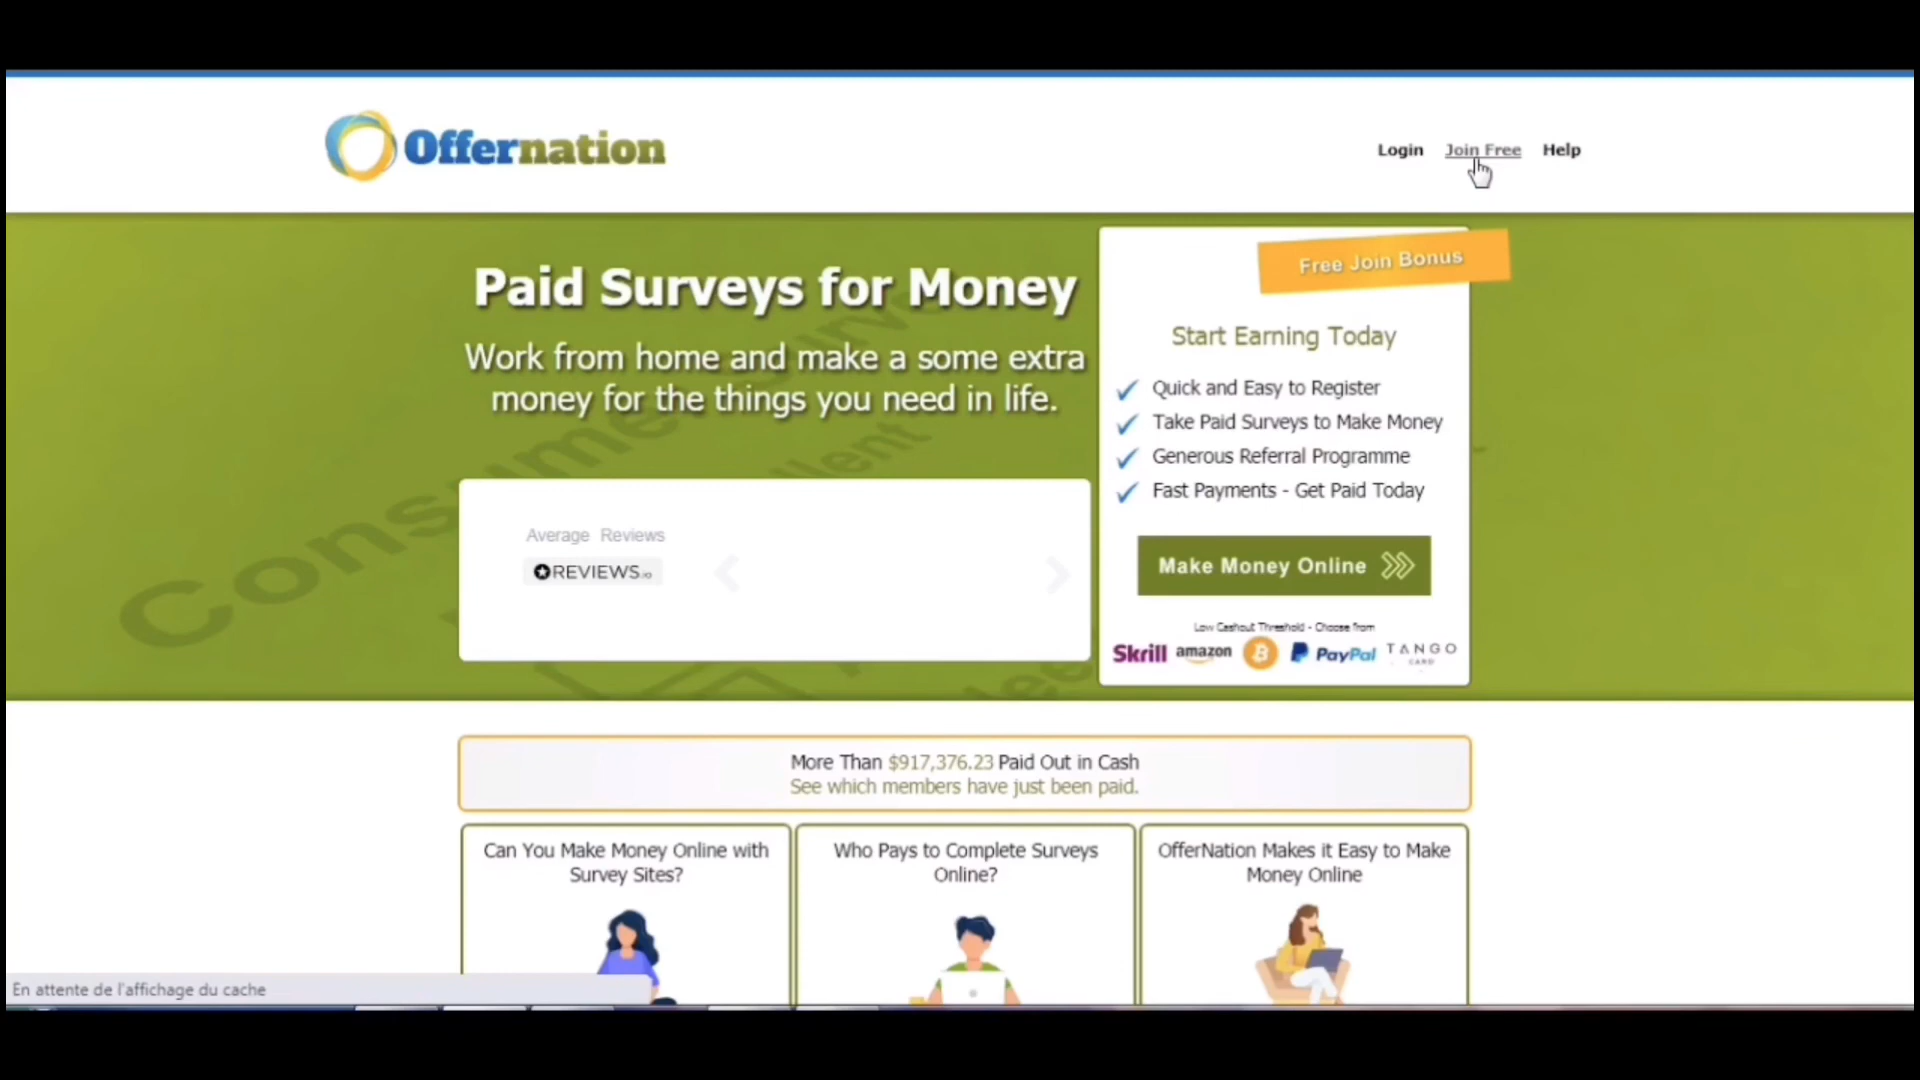 Offernation
Login Join Free Help
Paid Surveys for Money
Work from home and make a some extra
money for the things you need in life.
Average Reviews
REVIEWS.io
Free Join Bonus
Start Earning Today
Quick and Easy to Register
Take Paid Surveys to Make Money
Generous Referral Programme
Fast Payments - Get Paid Today
Make Money Online
Low Cashout Threshold - Choose from
Skrill amazon PayPal TANGO
CARD
More Than $917,376.23 Paid Out in Cash
See which members have just been paid.
Can You Make Money Online with
Survey Sites?
Who Pays to Complete Surveys
Online?
OfferNation Makes it Easy to Make
Money Online
En attente de l'affichage du cache